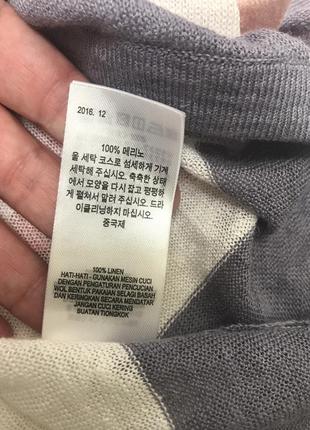 2016. 12
100% 메리노
울 세탁 코스로 섬세하게 기계
세탁해 주십시오. 축축한 상태
에서 모양을 다시 잡고 평평하
게 펼쳐서 말려 주십시오. 드라
이클리닝하지 마십시오.
중국제
100% LINEN
HATI-HATI - GUNAKAN MESIN CUCI
DENGAN PENGATURAN PENCUCIAN
WOL BENTUK PAKAIAN SELAGI BASAH
DAN KERINGKAN SECARA MENDATAR
JANGAN CUCI KERING
BUATAN TIONGKOK